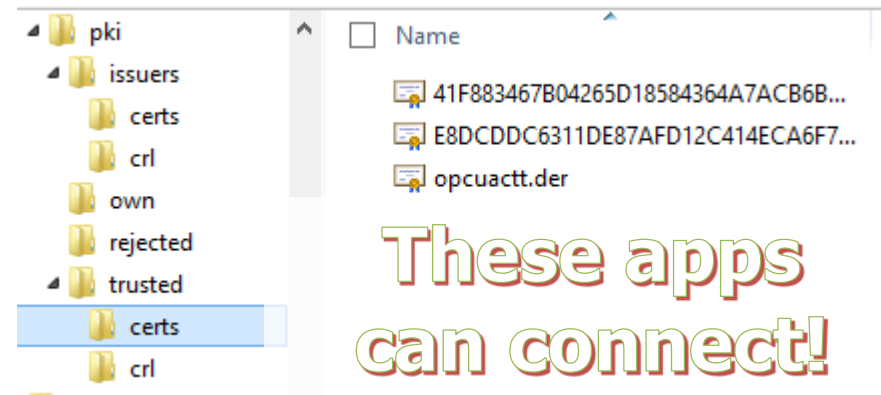 pki
issuers
certs
crl
own
rejected
trusted
certs
crl
Name
41F883467B04265D18584364A7ACB6B...
E8DCDDC6311DE87AFD12C414ECA6F7...
opcuactt.der
These apps
can connect!